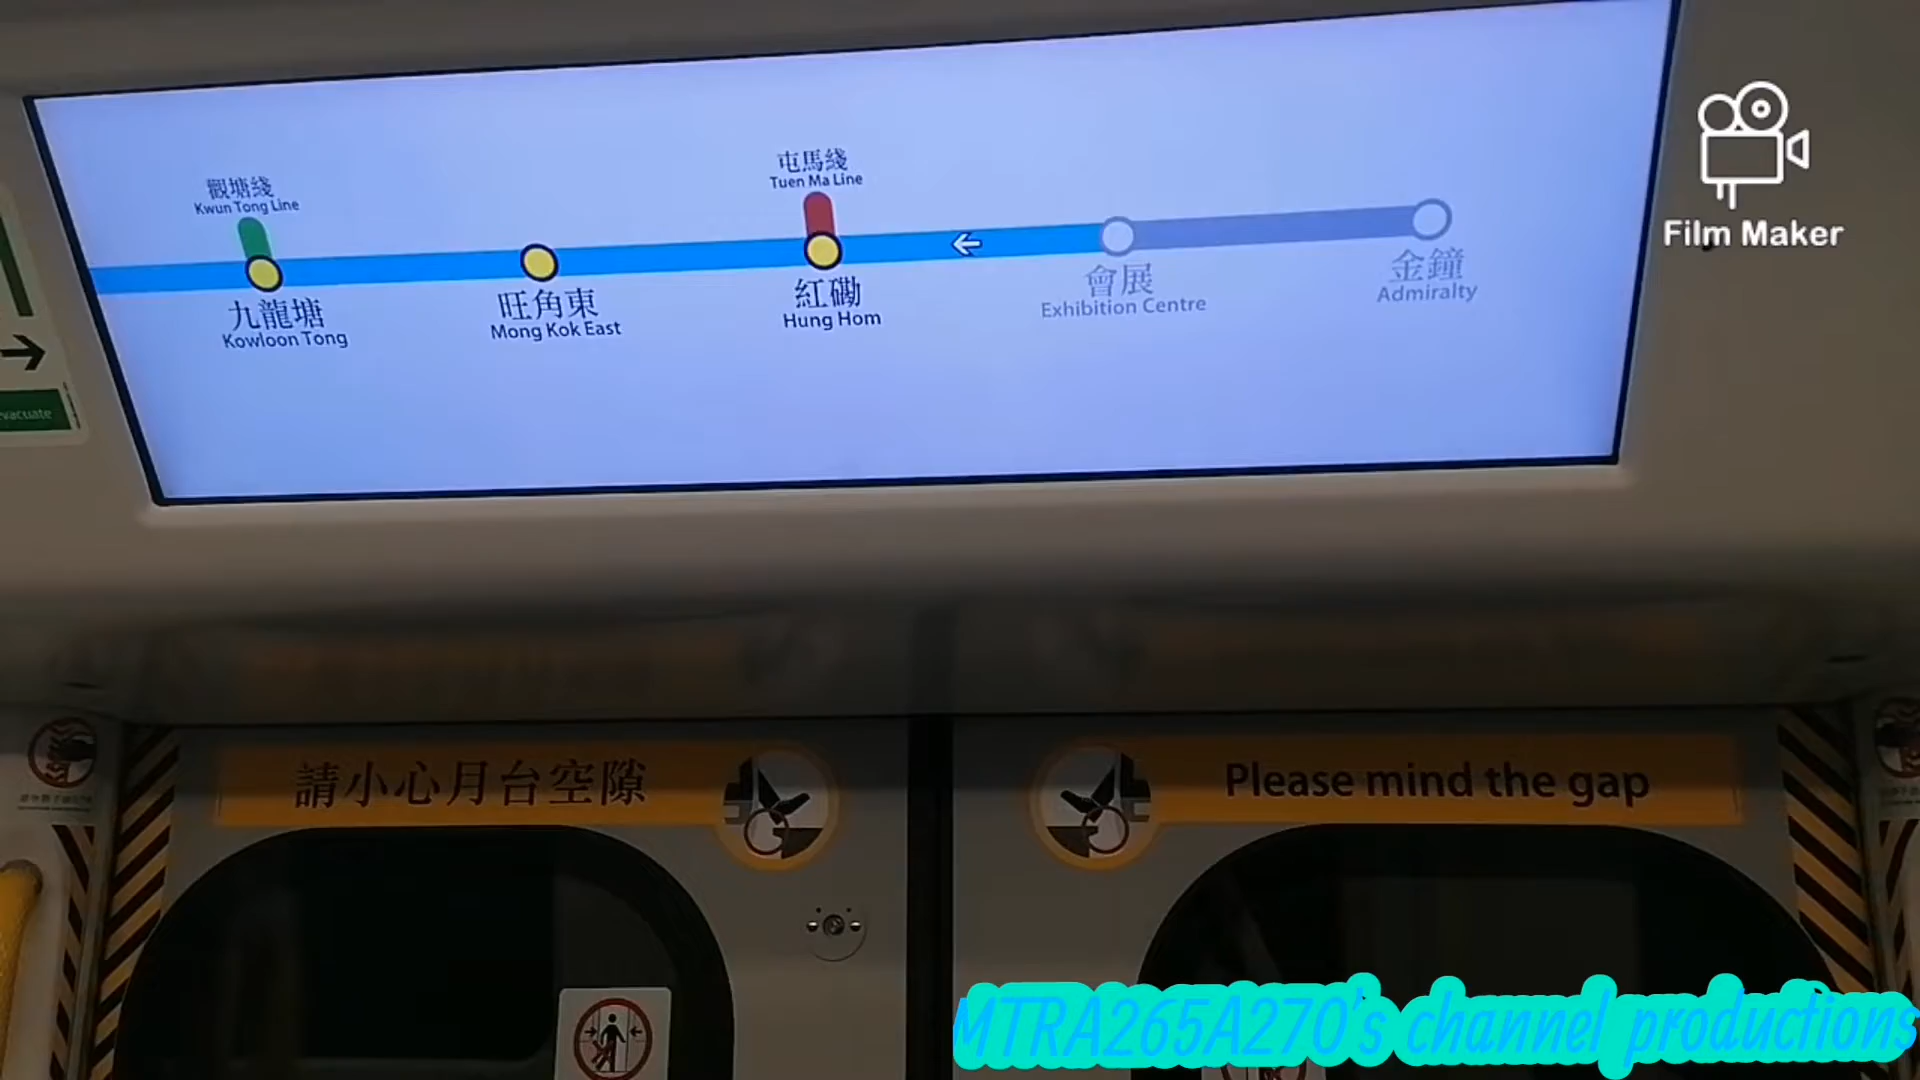 觀塘綫
Kwun Tong Line
九龍塘
Kowloon Tong
旺角東
Mong Kok East
屯馬綫
Tuen Ma Line
紅磡
Hung Hom
會展
Exhibition Centre
金鐘
Admiralty
Film Maker
evacuate
請小心月台空隙
Please mind the gap
MTRA265A270's channel productions